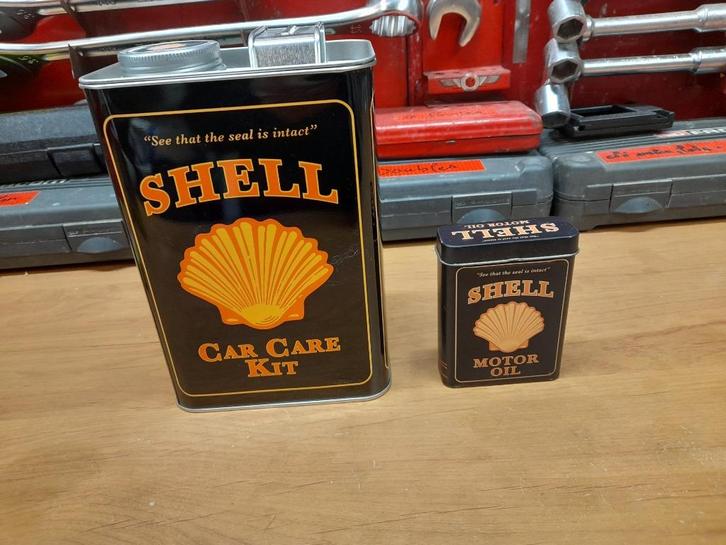 "See that the seal is intact"
SHELL
CAR CARE
KIT
SHELL
MOTOR OIL
"See that the seal is intact"
SHELL
MOTOR
OIL